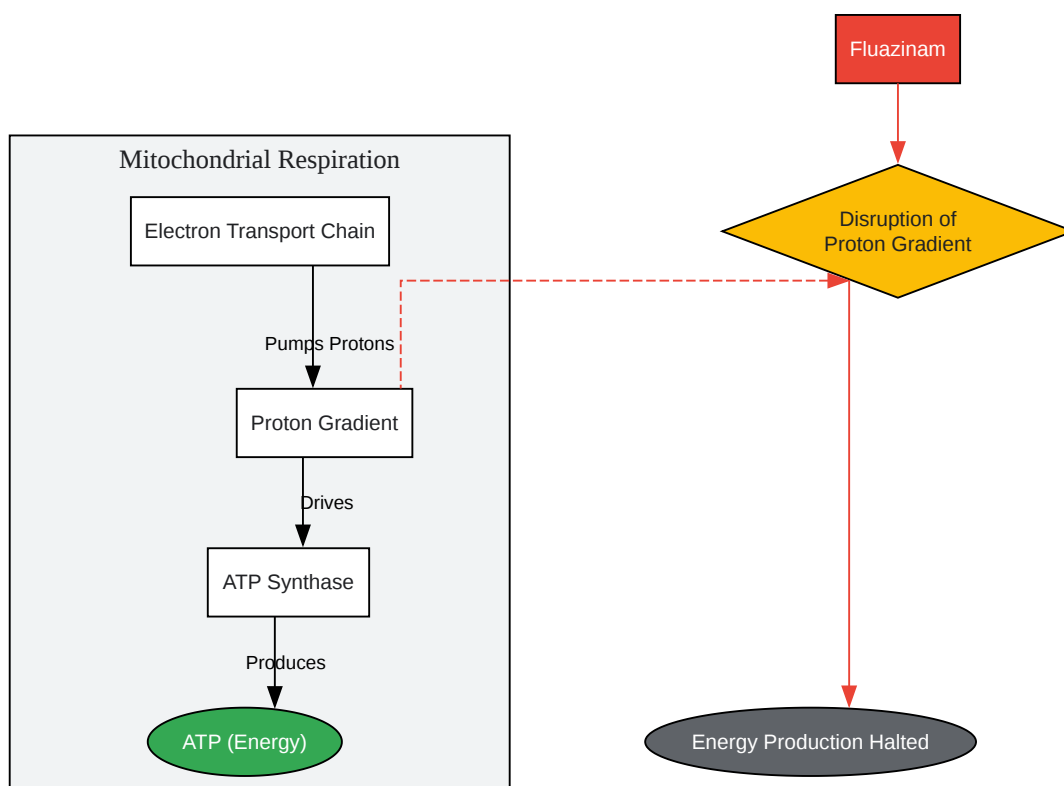 Fluazinam
Mitochondrial Respiration
Electron Transport Chain
Disruption of
Proton Gradient
Pumps Protons
Proton Gradient
Drives
ATP Synthase
Produces
ATP (Energy)
Energy Production Halted